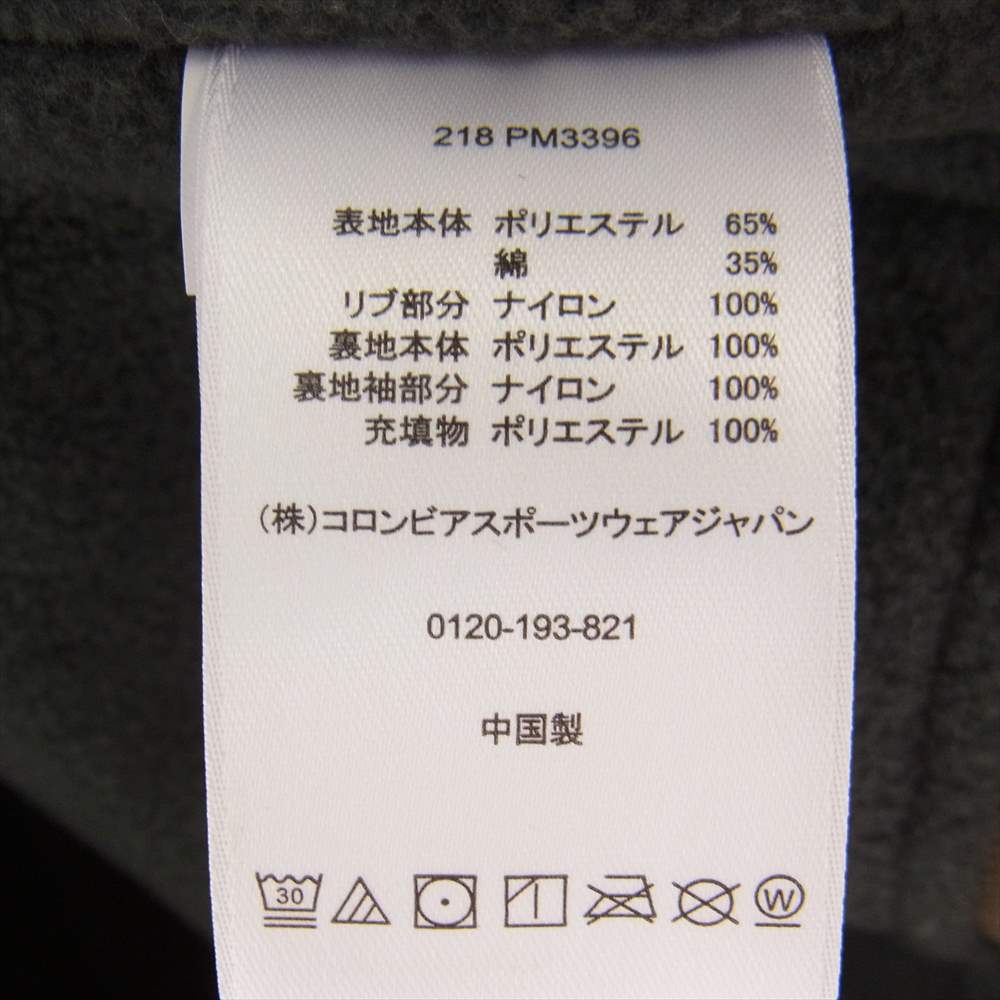 218 PM3396
表地本体 ポリエステル 65%
綿 35%
リブ部分 ナイロン 100%
裏地本体 ポリエステル 100%
裏地袖部分 ナイロン 100%
充填物 ポリエステル 100%
(株)コロンビアスポーツウェアジャパン
0120-193-821
中国製
30 W